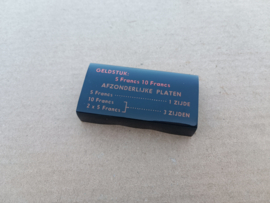 GELDSTUK:
5 Francs 10 Francs
AFZONDERLIJKE PLATEN
5 Francs 1 ZIJDE
10 Francs
2 x 5 Francs 2 ZIJDEN